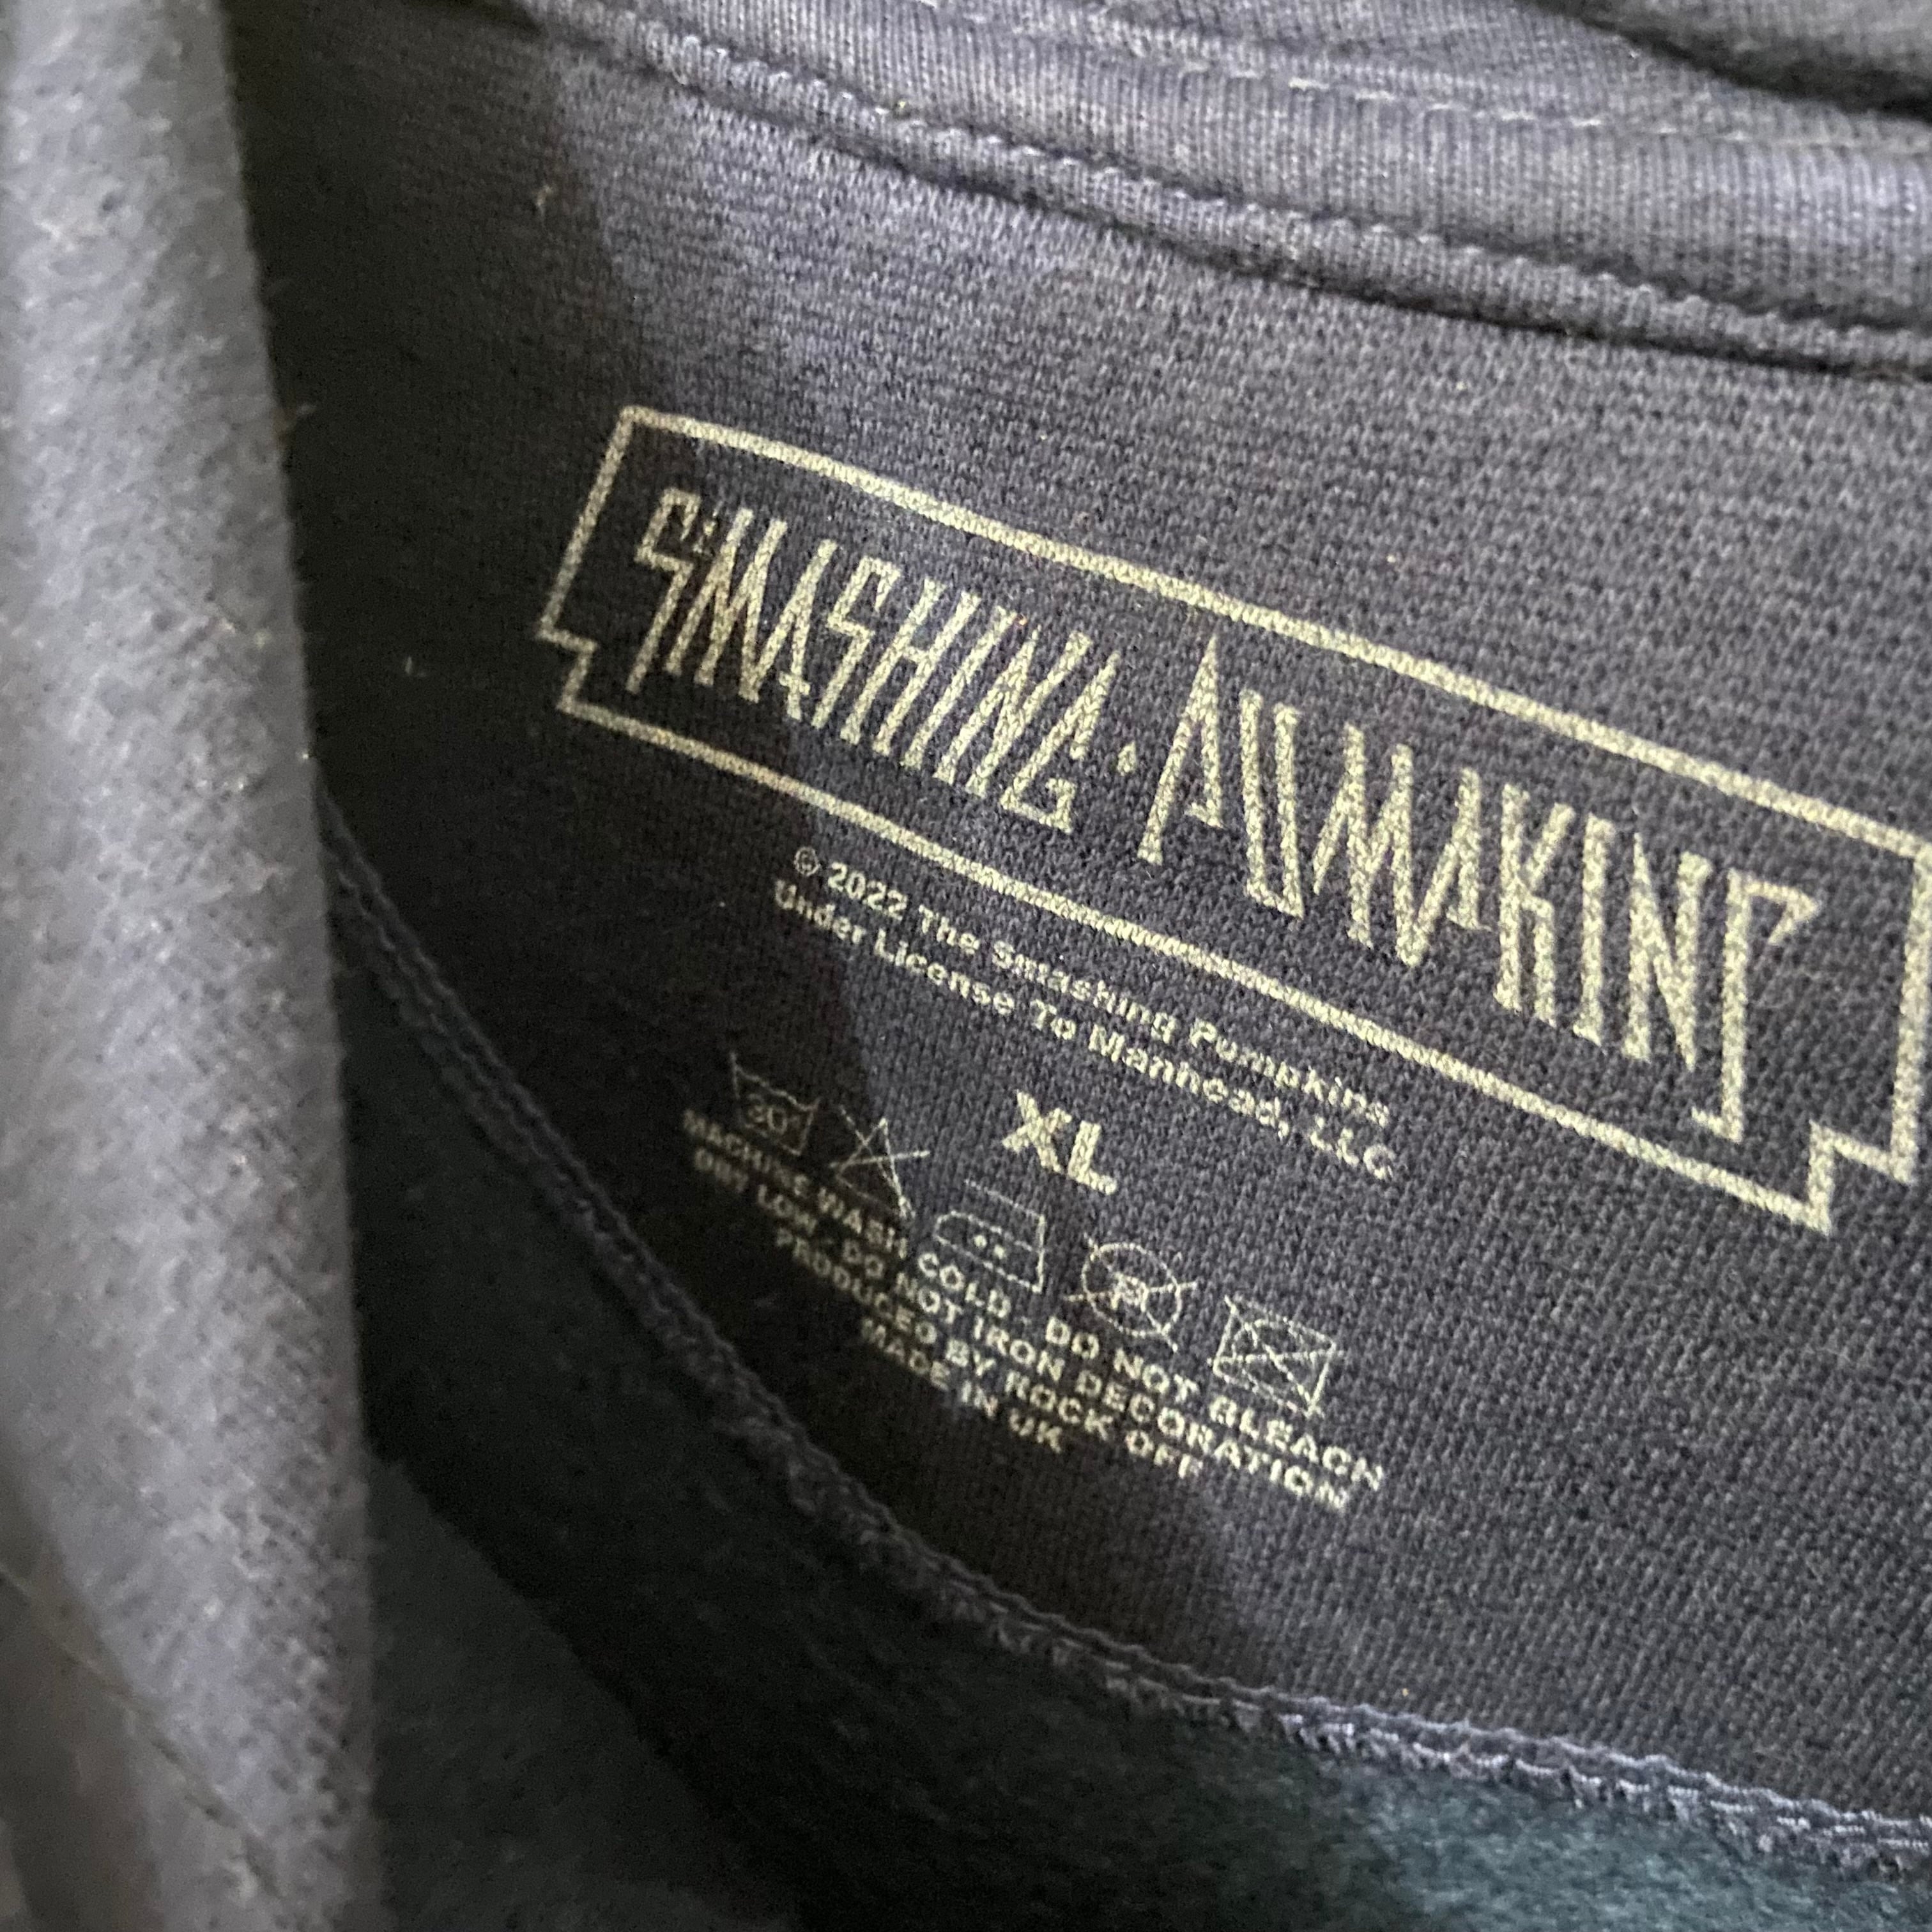 SMASHING · PUMPKINS
© 2022 The Smashing Pumpkins
Under License To Manhead, LLC
XL
30°
P
MACHINE WASH COLD. DO NOT BLEACH
DRY LOW. DO NOT IRON DECORATION
PRODUCED BY ROCK OFF
MADE IN UK